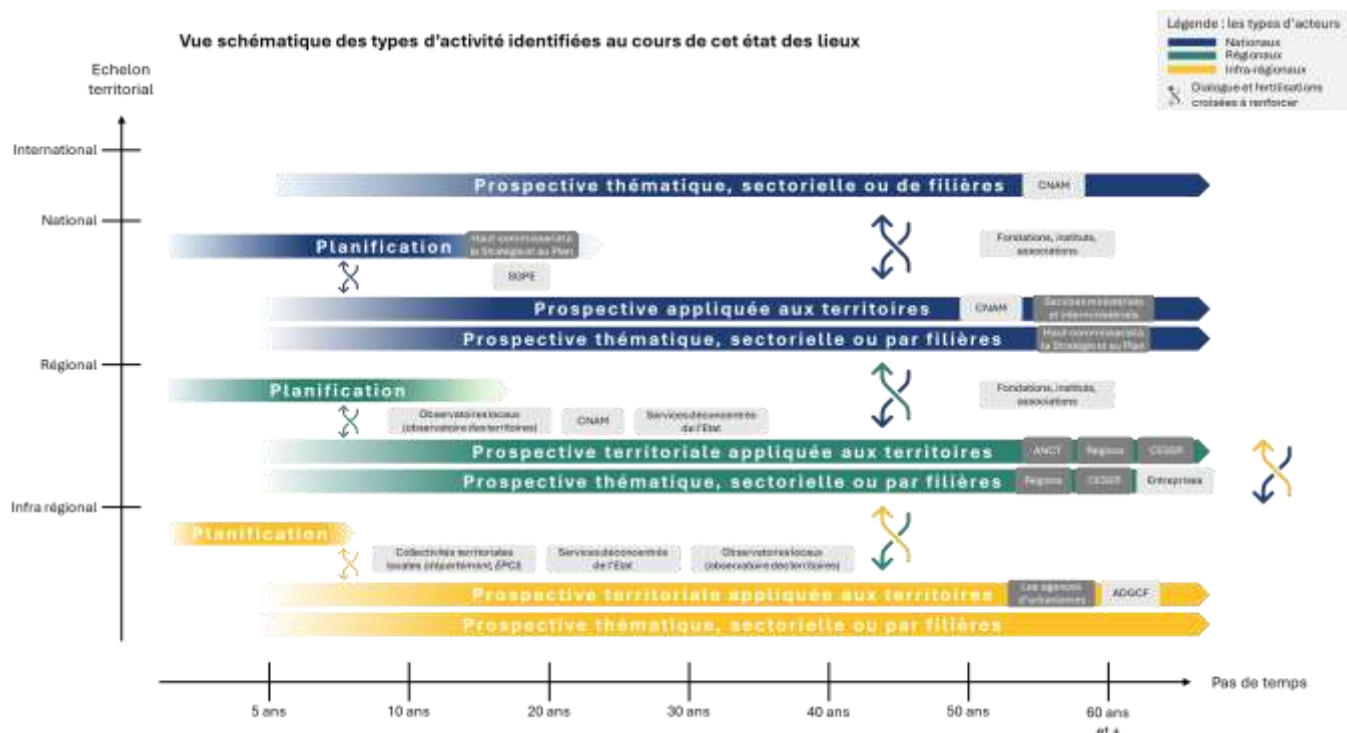 Vue schématique des types d'activité identifiées au cours de cet état des lieux
Légende : les types d'acteurs
Nationaux
Régionaux
Infra-régionaux
Dialogue et fertilisations
croisées à renforcer
Echelon
territorial
International
Prospective thématique, sectorielle ou de filières
CNAM
National
Planification
Haut-commissariat à
la Stratégie et au Plan
Fondations, instituts,
associations
SGPE
Prospective appliquée aux territoires
CNAM
Services ministériels
et interministériels
Prospective thématique, sectorielle ou par filières
Haut-commissariat à
la Stratégie et au Plan
Régional
Planification
Fondations, instituts,
associations
Observatoires locaux
(observatoire des territoires)
CNAM
Services déconcentrés
de l'Etat
Prospective territoriale appliquée aux territoires
ANCT
Régions
CESER
Prospective thématique, sectorielle ou par filières
Régions
CESER
Entreprises
Infra régional
Planification
Collectivités territoriales
locales (département, EPCI)
Services déconcentrés
de l'Etat
Observatoires locaux
(observatoire des territoires)
Prospective territoriale appliquée aux territoires
Les agences
d'urbanismes
ADGCF
Prospective thématique, sectorielle ou par filières
Pas de temps
5 ans
10 ans
20 ans
30 ans
40 ans
50 ans
60 ans
et +